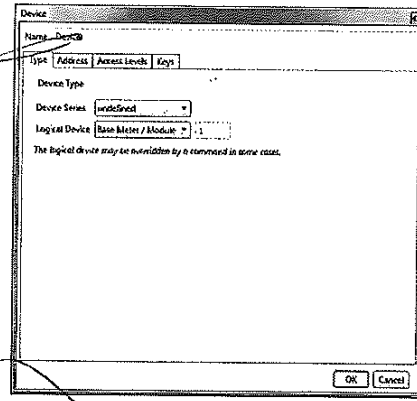 Device
Name Device
Type Address Access Levels Keys
Device Type
Device Series undefined
Logical Device Base Meter / Module - 1
The logical device may be overridden by a command in some cases.
OK Cancel